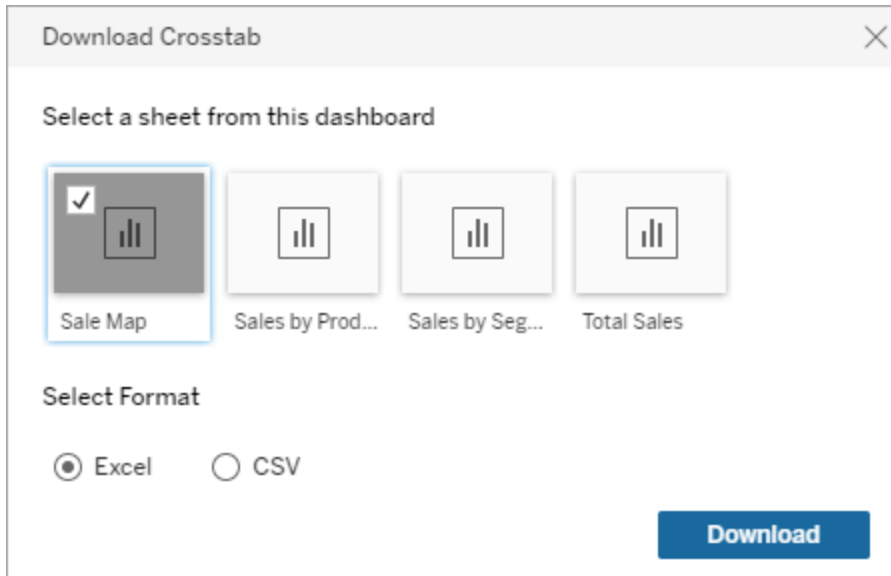 Download Crosstab
Select a sheet from this dashboard
Sale Map
Sales by Prod...
Sales by Seg...
Total Sales
Select Format
Excel
CSV
Download